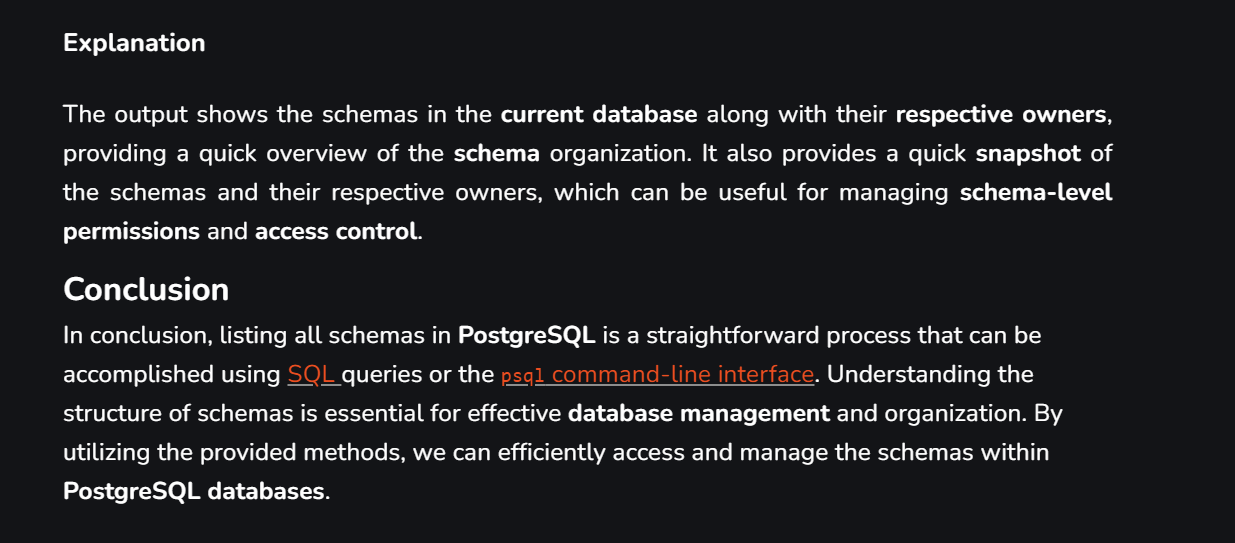 Explanation
The output shows the schemas in the current database along with their respective owners,
providing a quick overview of the schema organization. It also provides a quick snapshot of
the schemas and their respective owners, which can be useful for managing schema-level
permissions and access control.
Conclusion
In conclusion, listing all schemas in PostgreSQL is a straightforward process that can be
accomplished using SQL queries or the psql command-line interface. Understanding the
structure of schemas is essential for effective database management and organization. By
utilizing the provided methods, we can efficiently access and manage the schemas within
PostgreSQL databases.